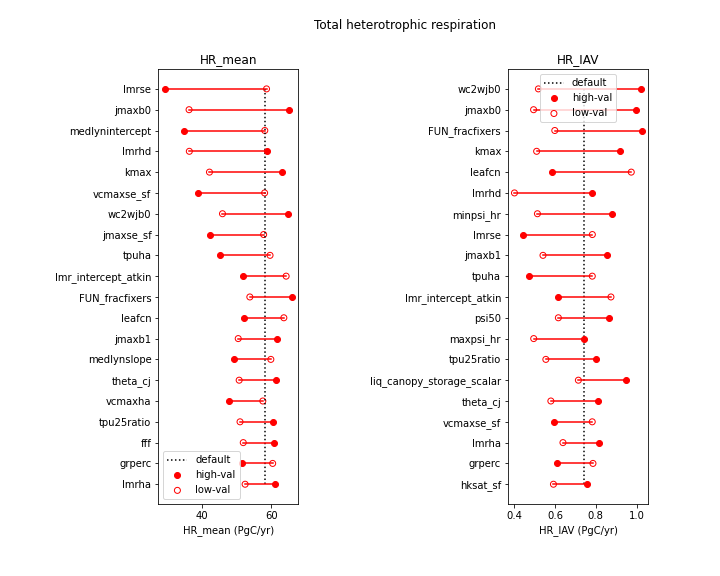 Total heterotrophic respiration
HR_mean
lmrse
jmaxb0
medlynintercept
lmrhd
kmax
vcmaxse_sf
wc2wjb0
jmaxse_sf
tpuha
lmr_intercept_atkin
FUN_fracfixers
leafcn
jmaxb1
medlynslope
theta_cj
vcmaxha
tpu25ratio
fff
grperc
lmrha
default
high-val
low-val
40 60
HR_mean (PgC/yr)
HR_IAV
wc2wjb0
jmaxb0
FUN_fracfixers
kmax
leafcn
lmrhd
minpsi_hr
lmrse
jmaxb1
tpuha
lmr_intercept_atkin
psi50
maxpsi_hr
tpu25ratio
liq_canopy_storage_scalar
theta_cj
vcmaxse_sf
lmrha
grperc
hksat_sf
default
high-val
low-val
0.4 0.6 0.8 1.0
HR_IAV (PgC/yr)